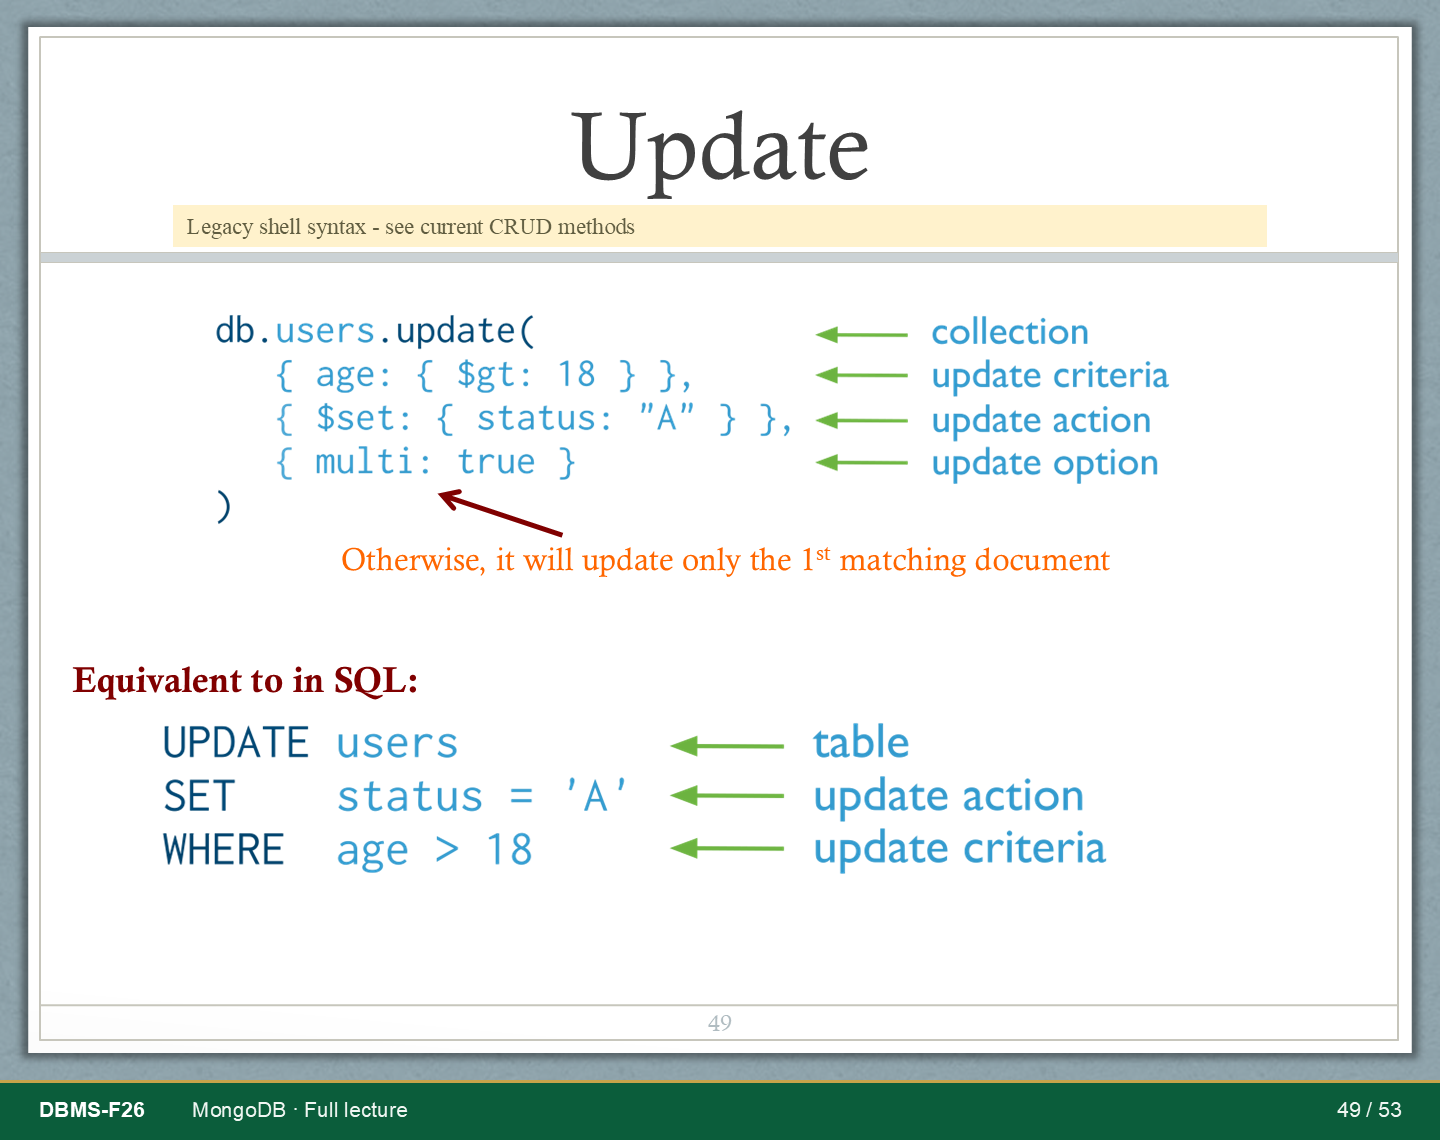 Update
Legacy shell syntax - see current CRUD methods
db.users.update( collection
{ age: { $gt: 18 } }, update criteria
{ $set: { status: "A" } }, update action
{ multi: true } update option
)
Otherwise, it will update only the 1st matching document
Equivalent to in SQL:
UPDATE users table
SET status = 'A' update action
WHERE age > 18 update criteria
49
DBMS-F26 MongoDB · Full lecture 49 / 53